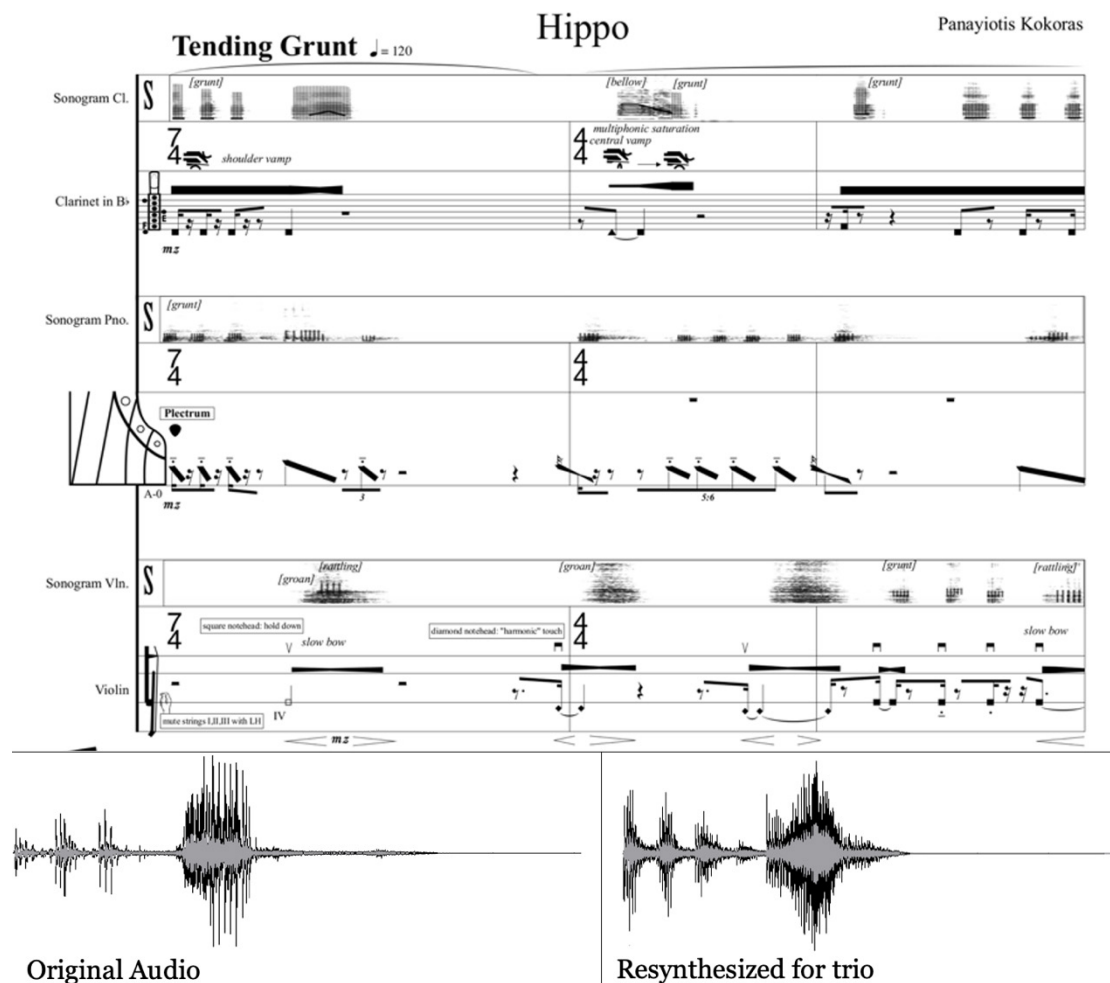 Hippo
Panayiotis Kokoras
Tending Grunt ♩= 120
Sonogram Cl.
S
[grunt]
[bellow]
[grunt]
[grunt]
7
4
shoulder vamp
4
4
multiphonic saturation
central vamp
Clarinet in B♭
mz
Sonogram Pno.
S
[grunt]
7
4
4
4
Plectrum
A-0
mz
3
5:6
Sonogram Vln.
S
[groan]
[rattling]
[groan]
[grunt]
[rattling]
7
4
square notehead: hold down
slow bow
diamond notehead: "harmonic" touch
4
4
slow bow
Violin
mute strings I,II,III with LH
IV
mz
Original Audio
Resynthesized for trio